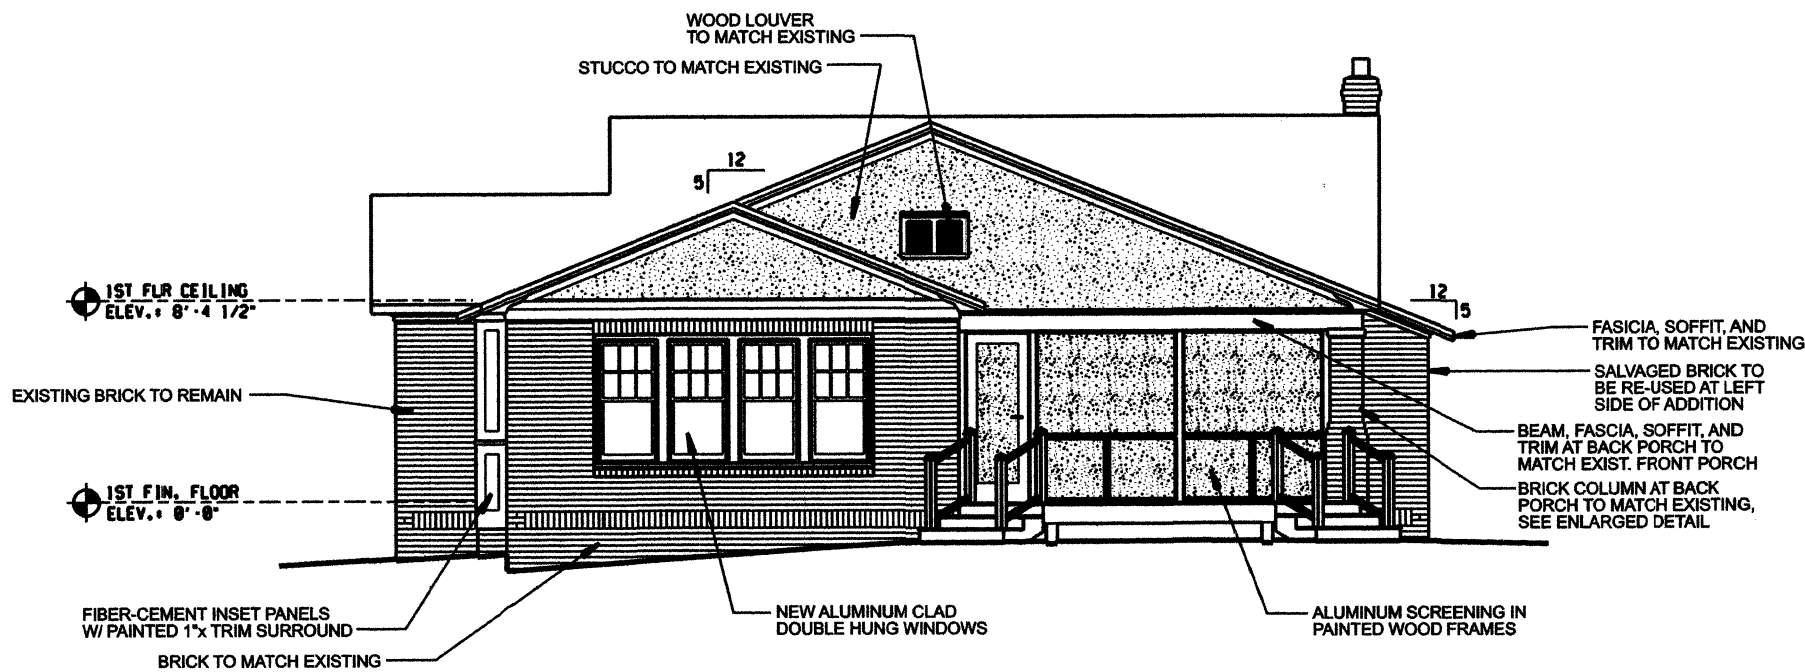 WOOD LOUVER
TO MATCH EXISTING
STUCCO TO MATCH EXISTING
12
5
1ST FLR CEILING
ELEV.: 8'-4 1/2"
12
5
FASICIA, SOFFIT, AND
TRIM TO MATCH EXISTING
SALVAGED BRICK TO
BE RE-USED AT LEFT
SIDE OF ADDITION
EXISTING BRICK TO REMAIN
BEAM, FASCIA, SOFFIT, AND
TRIM AT BACK PORCH TO
MATCH EXIST. FRONT PORCH
1ST FIN. FLOOR
ELEV.: 0'-0"
BRICK COLUMN AT BACK
PORCH TO MATCH EXISTING,
SEE ENLARGED DETAIL
FIBER-CEMENT INSET PANELS
W/ PAINTED 1"x TRIM SURROUND
NEW ALUMINUM CLAD
DOUBLE HUNG WINDOWS
ALUMINUM SCREENING IN
PAINTED WOOD FRAMES
BRICK TO MATCH EXISTING